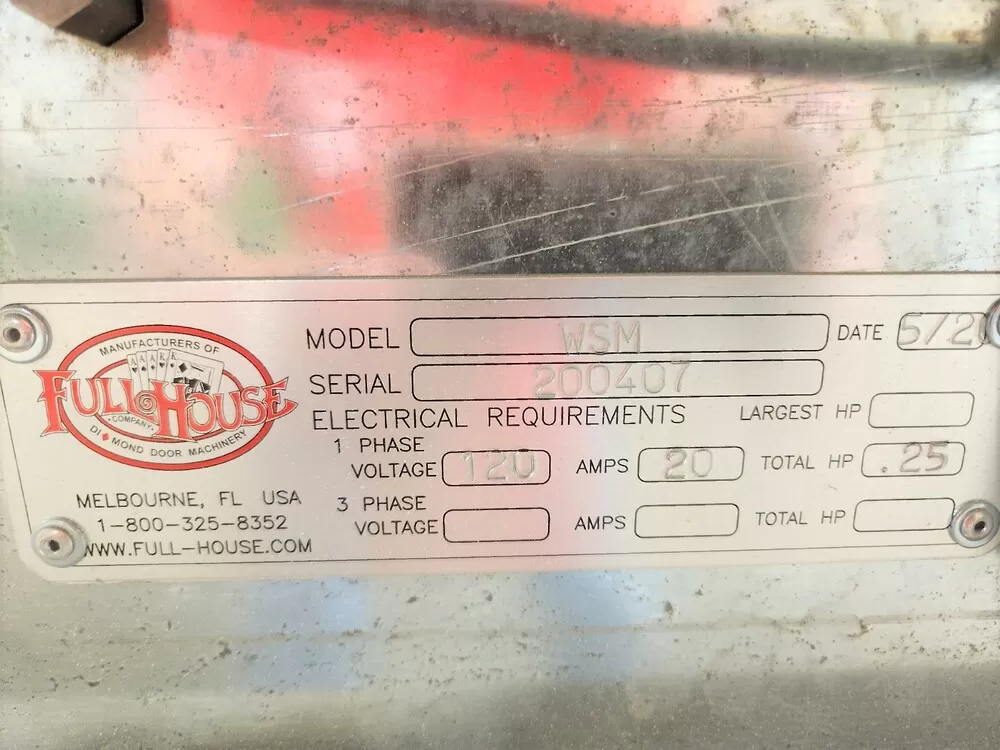 MANUFACTURERS OF
FULL HOUSE
COMPANY
DI♦MOND DOOR MACHINERY
MELBOURNE, FL USA
1-800-325-8352
WWW.FULL-HOUSE.COM
MODEL WSM DATE 5/20
SERIAL 200407
ELECTRICAL REQUIREMENTS LARGEST HP
1 PHASE
VOLTAGE 120 AMPS 20 TOTAL HP .25
3 PHASE
VOLTAGE AMPS TOTAL HP